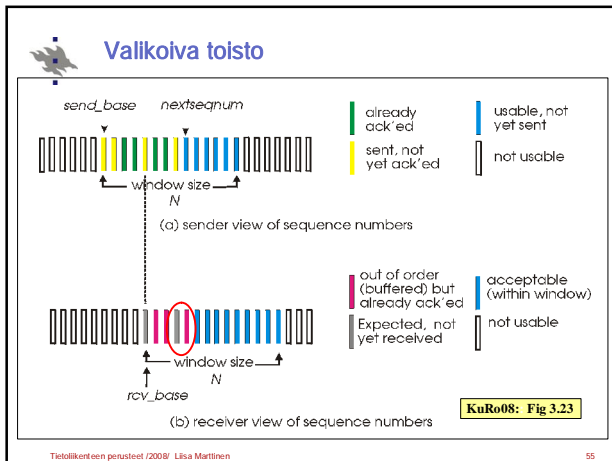 Valikoiva toisto
send_base
nextseqnum
already
ack'ed
usable, not
yet sent
sent, not
yet ack'ed
not usable
window size
N
(a) sender view of sequence numbers
out of order
(buffered) but
already ack'ed
acceptable
(within window)
Expected, not
yet received
not usable
window size
N
rcv_base
(b) receiver view of sequence numbers
KuRo08: Fig 3.23
Tietoliikenteen perusteet /2008/ Liisa Marttinen
55